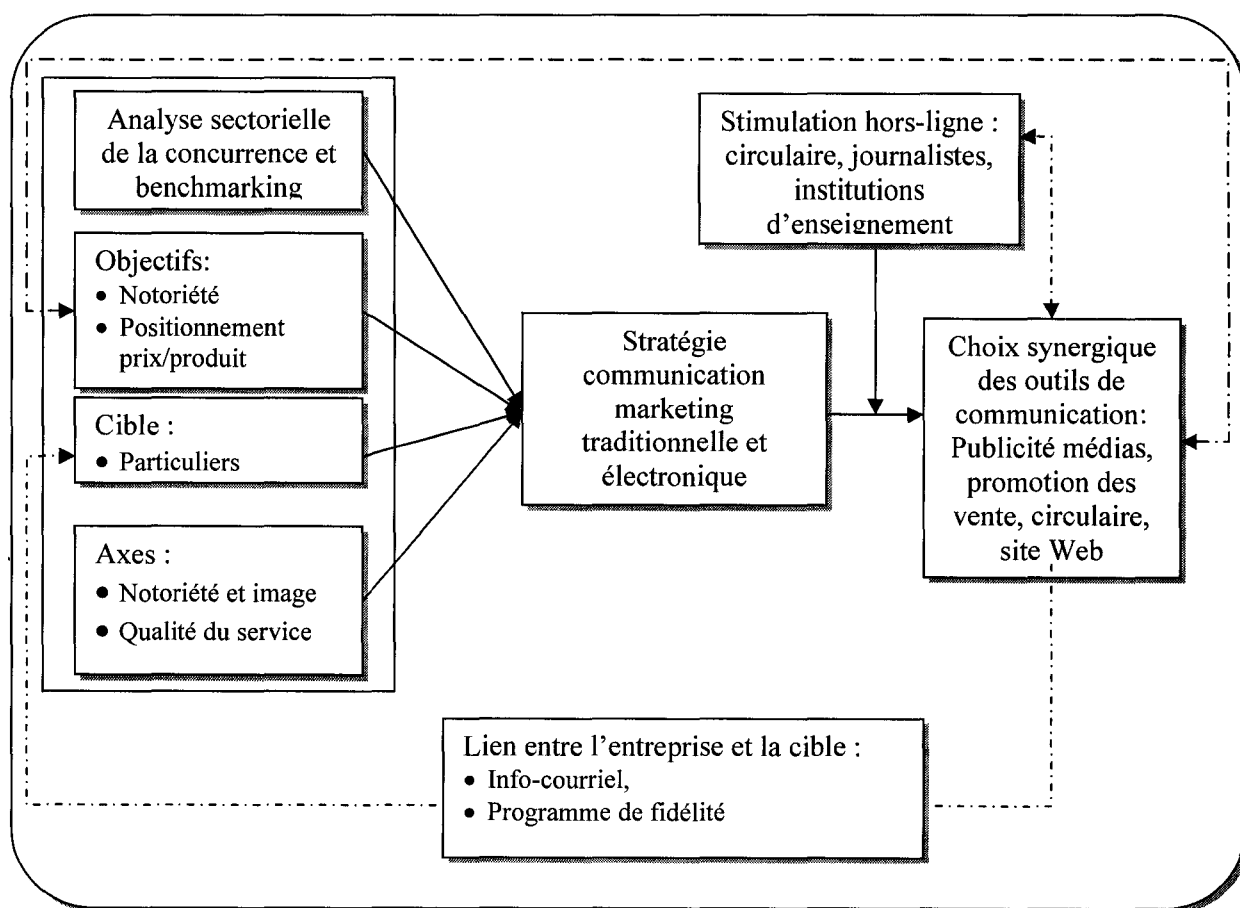 Analyse sectorielle
de la concurrence et
benchmarking
Objectifs:
• Notoriété
• Positionnement
prix/produit
Cible :
• Particuliers
Axes :
• Notoriété et image
• Qualité du service
Stratégie
communication
marketing
traditionnelle et
électronique
Stimulation hors-ligne :
circulaire, journalistes,
institutions
d'enseignement
Choix synergique
des outils de
communication:
Publicité médias,
promotion des
vente, circulaire,
site Web
Lien entre l'entreprise et la cible :
• Info-courriel,
• Programme de fidélité